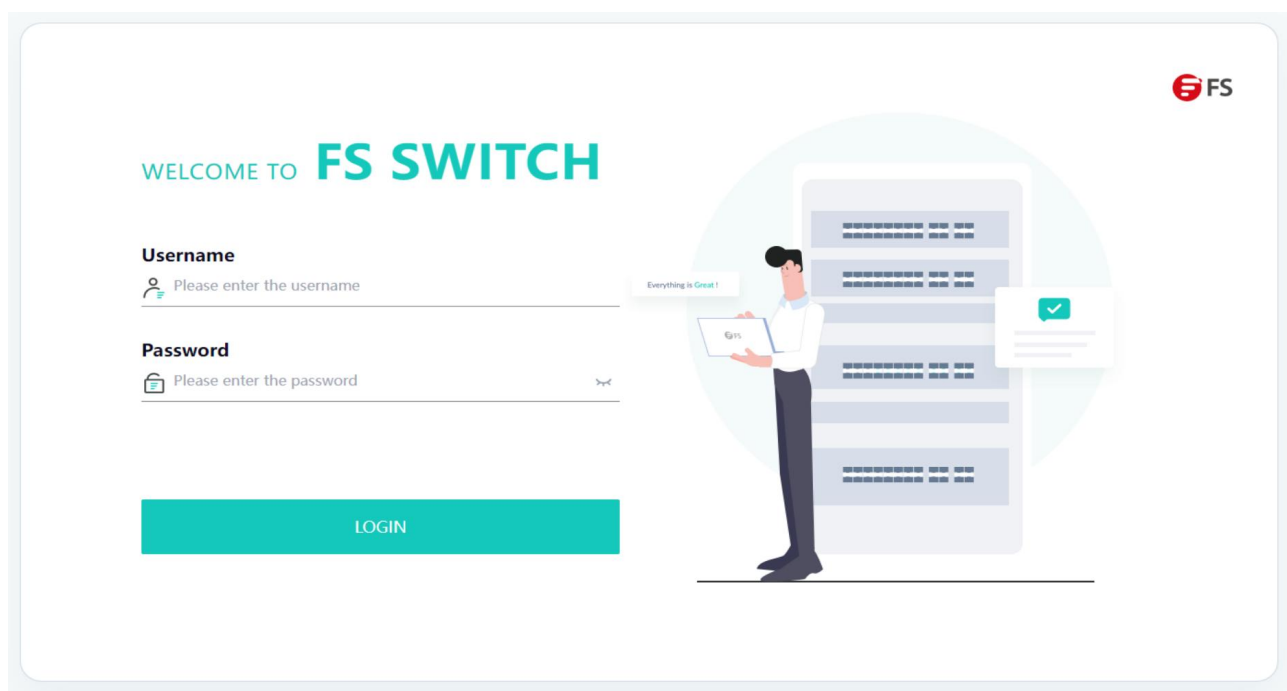 FS
WELCOME TO FS SWITCH
Username
Please enter the username
Everything is Great !
Password
Please enter the password
FS
LOGIN